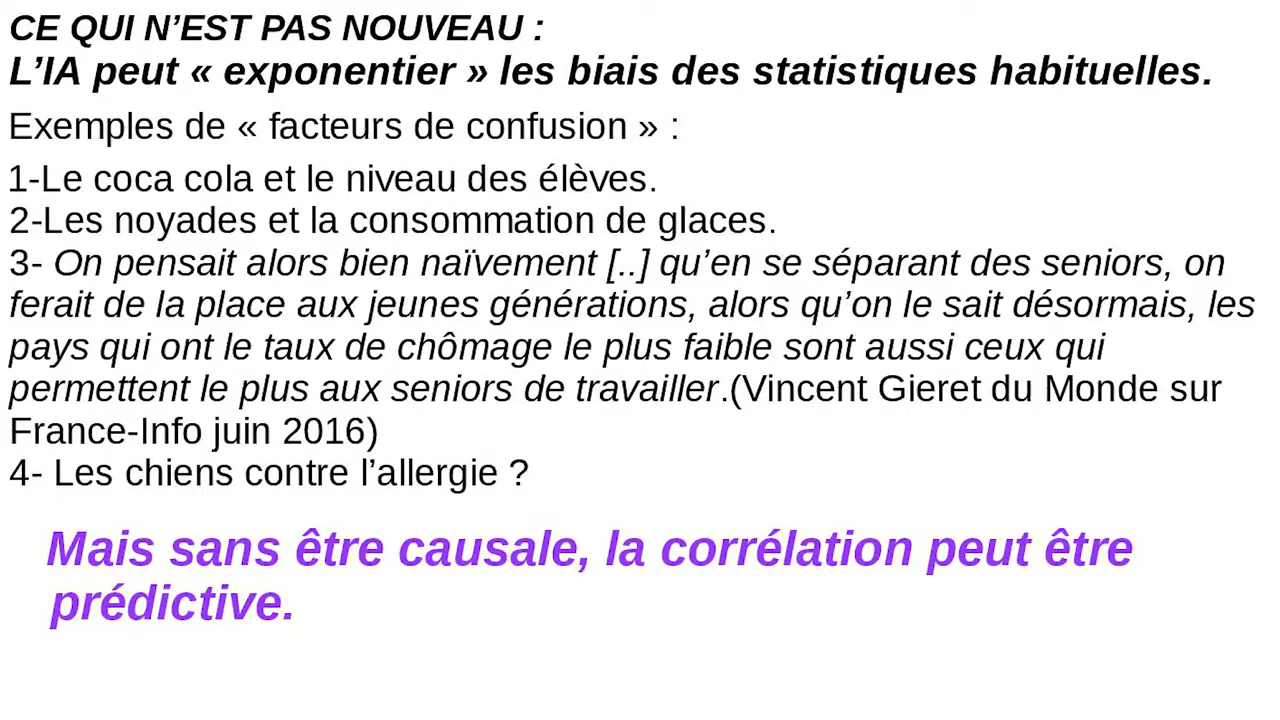 CE QUI N’EST PAS NOUVEAU :
L’IA peut « exponentier » les biais des statistiques habituelles.
Exemples de « facteurs de confusion » :
1-Le coca cola et le niveau des élèves.
2-Les noyades et la consommation de glaces.
3- On pensait alors bien naïvement [..] qu’en se séparant des seniors, on
ferait de la place aux jeunes générations, alors qu’on le sait désormais, les
pays qui ont le taux de chômage le plus faible sont aussi ceux qui
permettent le plus aux seniors de travailler.(Vincent Gieret du Monde sur
France-Info juin 2016)
4- Les chiens contre l’allergie ?
Mais sans être causale, la corrélation peut être
prédictive.